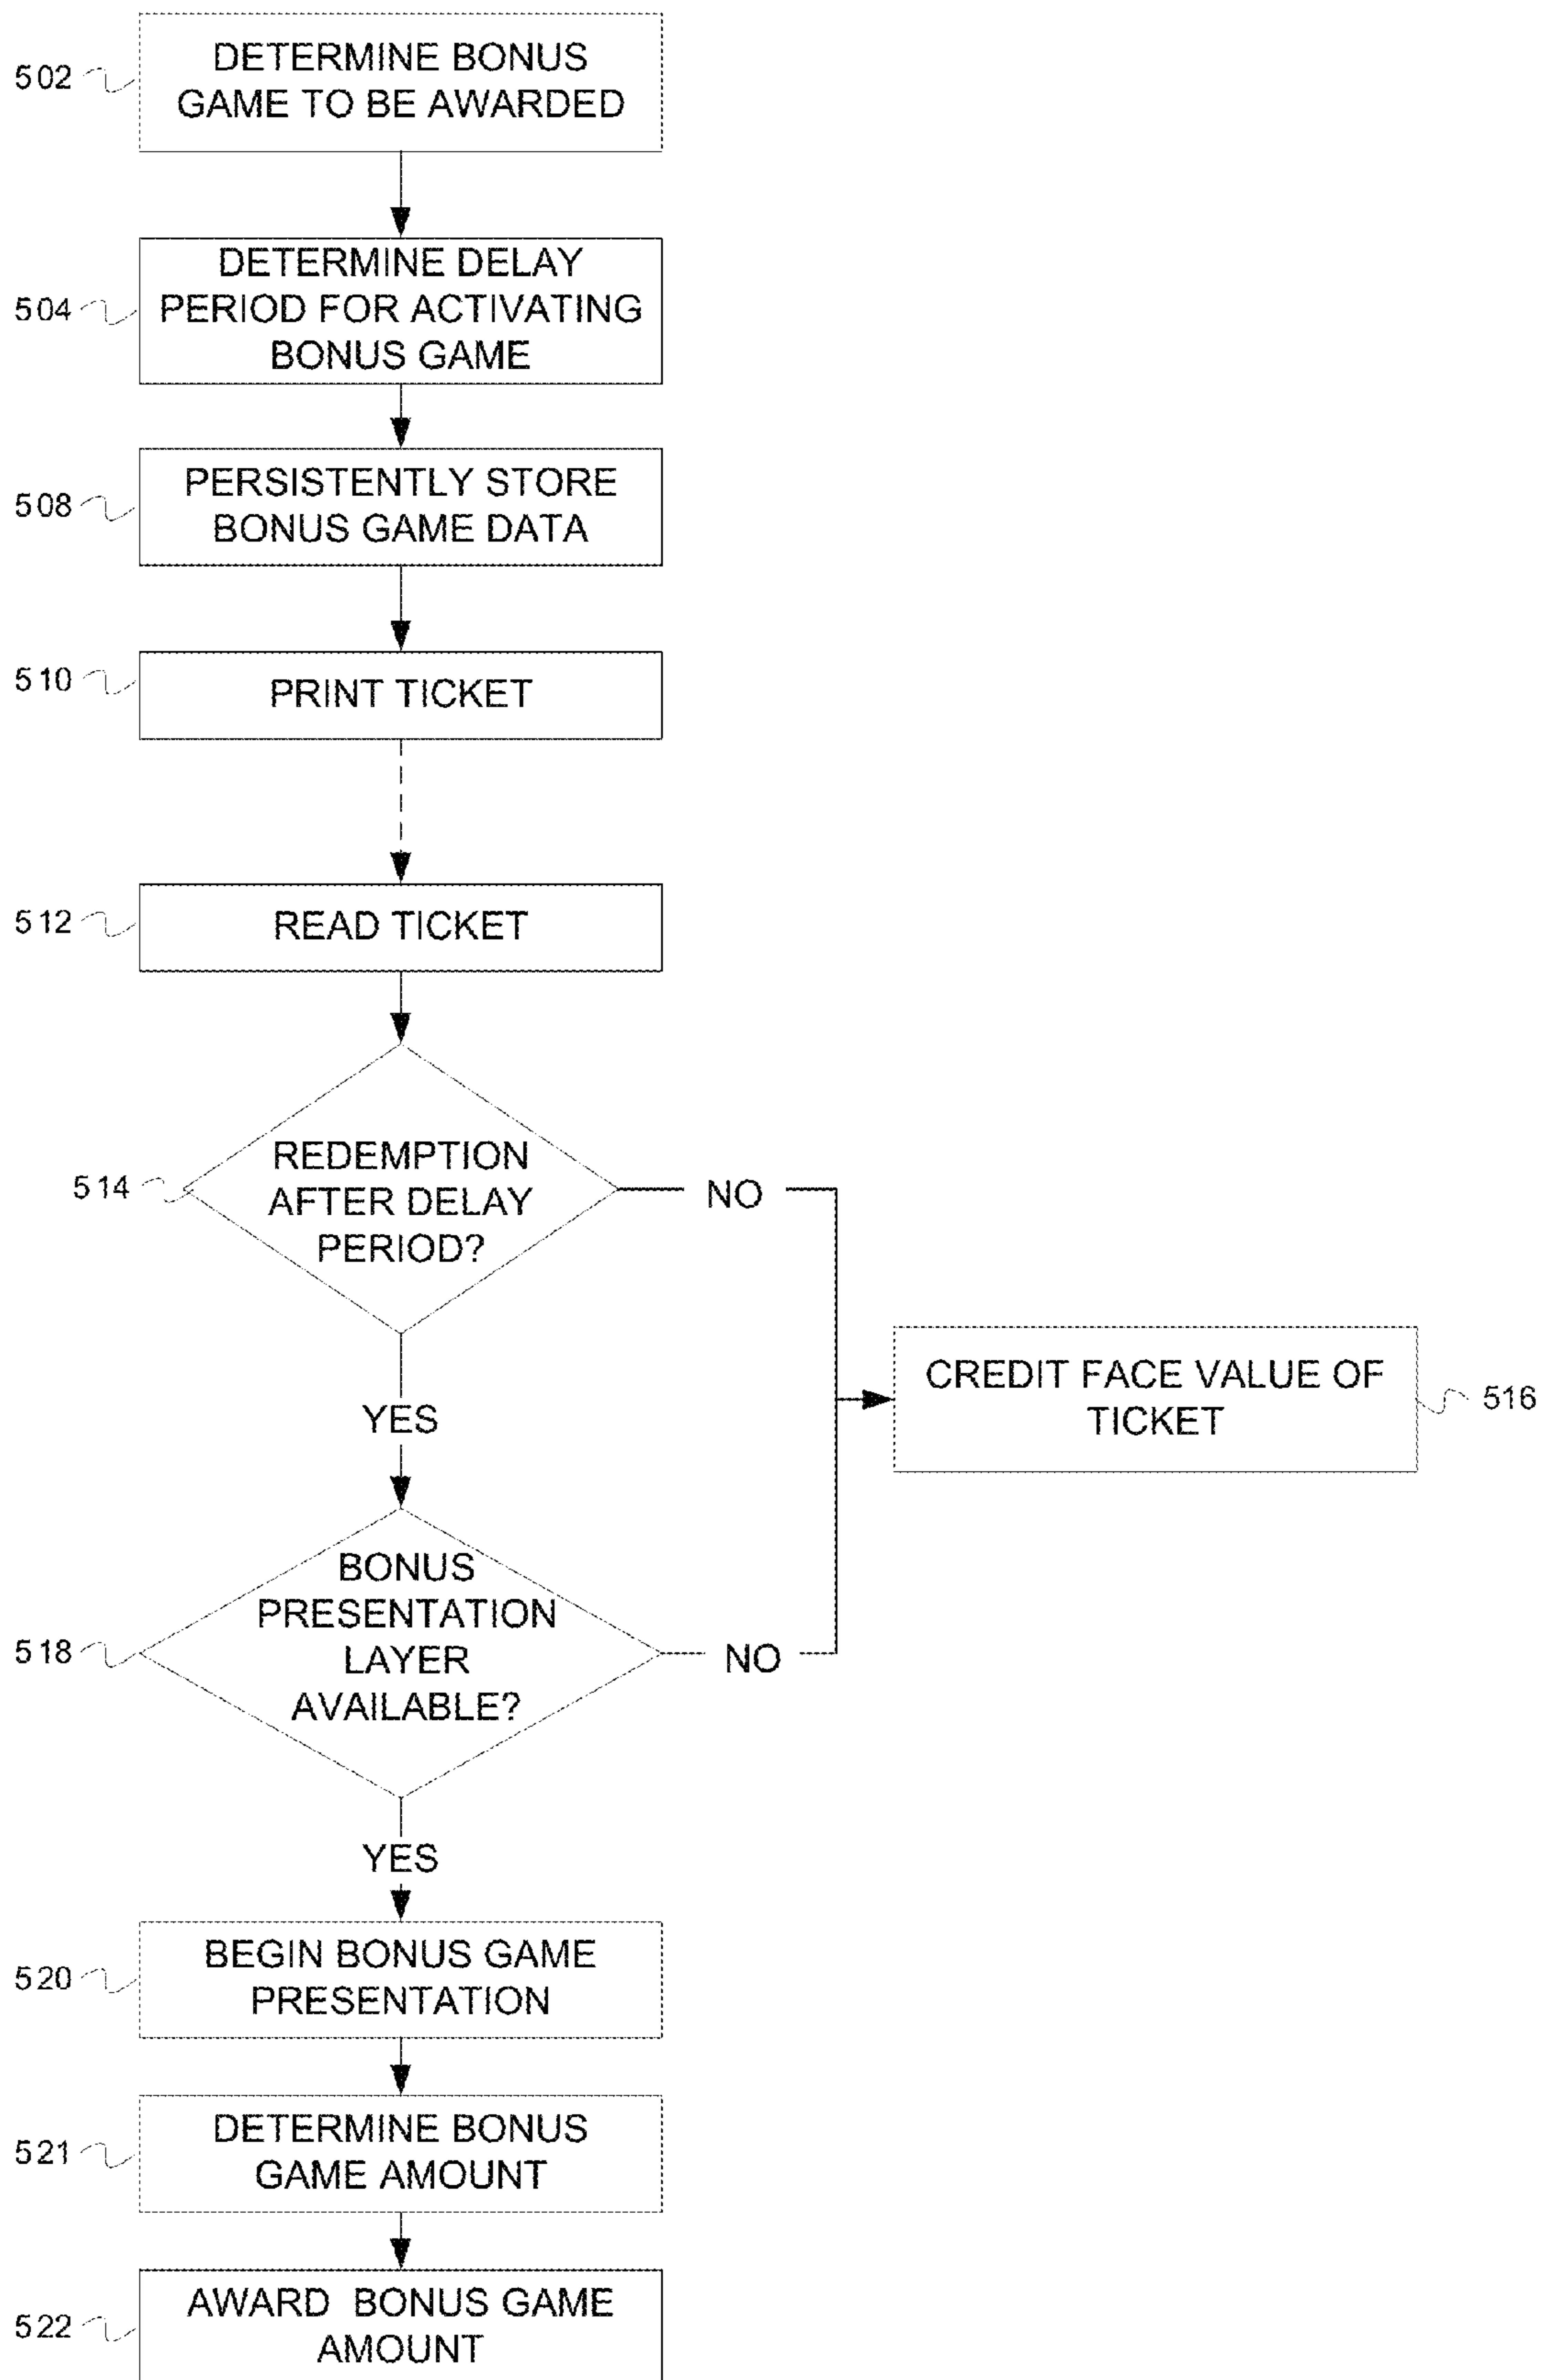 502
DETERMINE BONUS
GAME TO BE AWARDED
504
DETERMINE DELAY
PERIOD FOR ACTIVATING
BONUS GAME
508
PERSISTENTLY STORE
BONUS GAME DATA
510
PRINT TICKET
512
READ TICKET
514
REDEMPTION
AFTER DELAY
PERIOD?
NO
CREDIT FACE VALUE OF
TICKET
516
YES
518
BONUS
PRESENTATION
LAYER
AVAILABLE?
NO
YES
520
BEGIN BONUS GAME
PRESENTATION
521
DETERMINE BONUS
GAME AMOUNT
522
AWARD BONUS GAME
AMOUNT